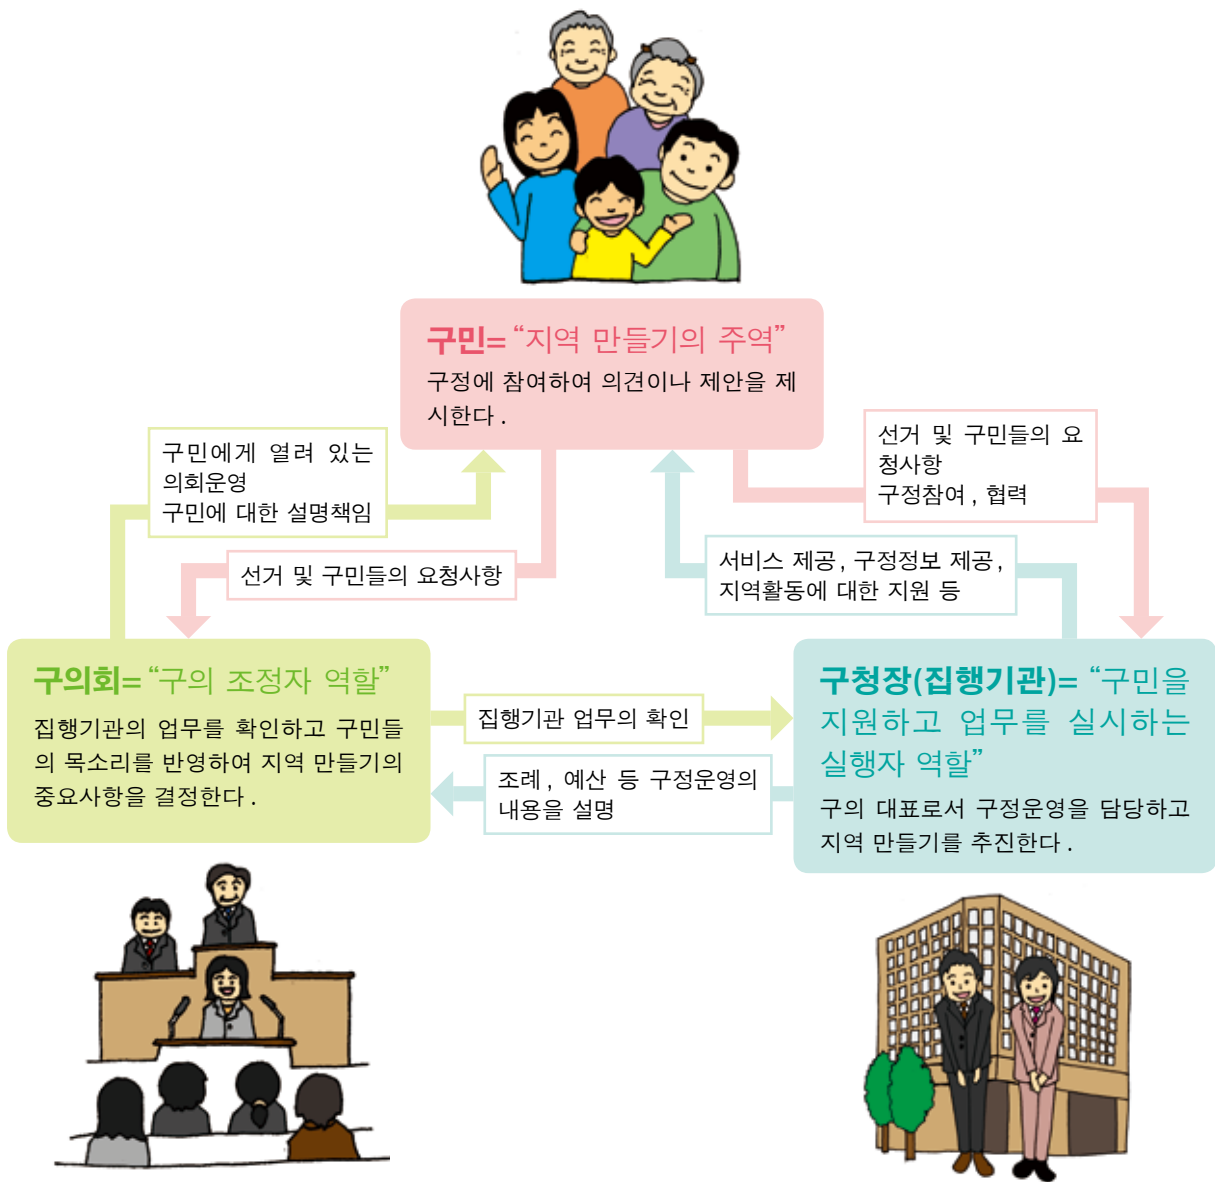 구민= “지역 만들기의 주역”
구정에 참여하여 의견이나 제안을 제
시한다 .
구민에게 열려 있는
의회운영
구민에 대한 설명책임
선거 및 구민들의 요
청사항
구정참여 , 협력
선거 및 구민들의 요청사항
서비스 제공 , 구정정보 제공 ,
지역활동에 대한 지원 등
구의회= “구의 조정자 역할”
집행기관의 업무를 확인하고 구민들
의 목소리를 반영하여 지역 만들기의
중요사항을 결정한다 .
집행기관 업무의 확인
조례 , 예산 등 구정운영의
내용을 설명
구청장(집행기관)= “구민을
지원하고 업무를 실시하는
실행자 역할”
구의 대표로서 구정운영을 담당하고
지역 만들기를 추진한다 .